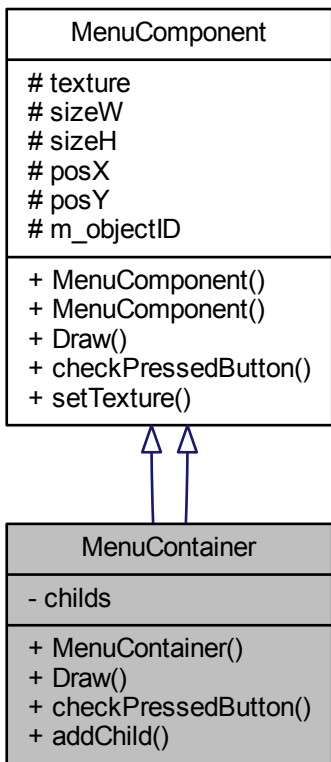 MenuComponent
# texture
# sizeW
# sizeH
# posX
# posY
# m_objectID
+ MenuComponent()
+ MenuComponent()
+ Draw()
+ checkPressedButton()
+ setTexture()
MenuContainer
- childs
+ MenuContainer()
+ Draw()
+ checkPressedButton()
+ addChild()